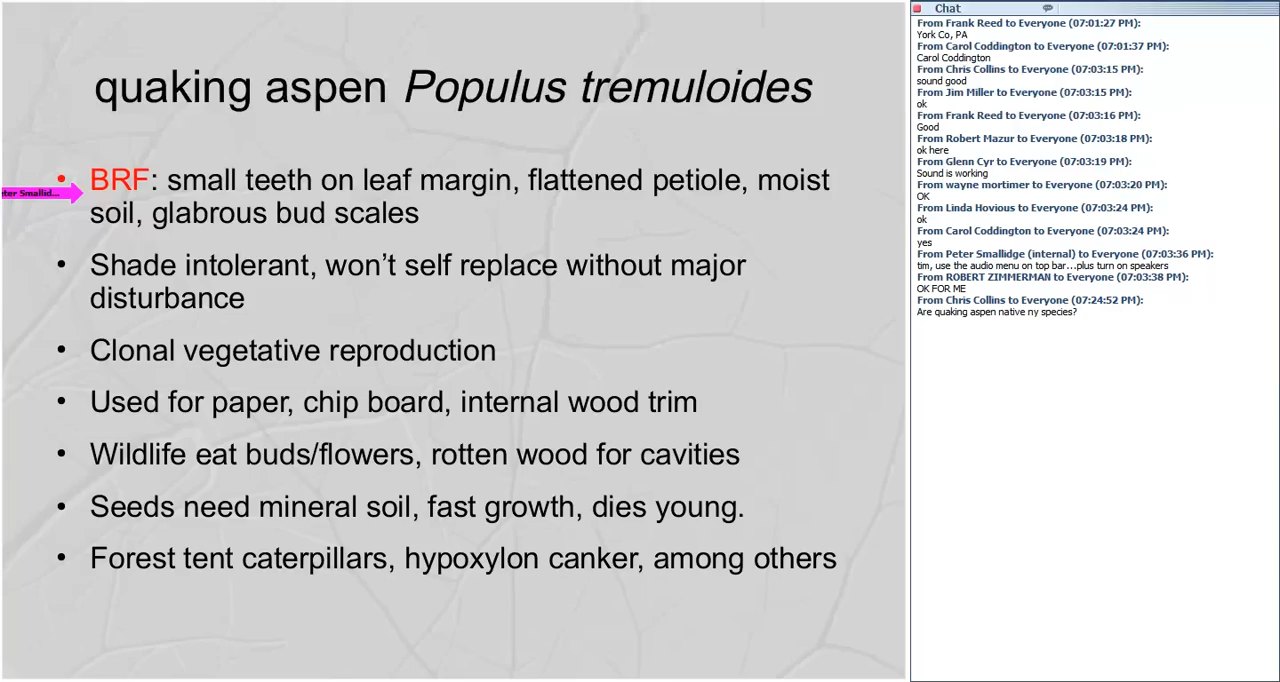 quaking aspen Populus tremuloides
• BRF: small teeth on leaf margin, flattened petiole, moist
soil, glabrous bud scales
• Shade intolerant, won't self replace without major
disturbance
• Clonal vegetative reproduction
• Used for paper, chip board, internal wood trim
• Wildlife eat buds/flowers, rotten wood for cavities
• Seeds need mineral soil, fast growth, dies young.
• Forest tent caterpillars, hypoxylon canker, among others
eter Smallid...
Chat
From Frank Reed to Everyone (07:01:27 PM):
York Co, PA
From Carol Coddington to Everyone (07:01:37 PM):
Carol Coddington
From Chris Collins to Everyone (07:03:15 PM):
sound good
From Jim Miller to Everyone (07:03:15 PM):
ok
From Frank Reed to Everyone (07:03:16 PM):
Good
From Robert Mazur to Everyone (07:03:18 PM):
ok here
From Glenn Cyr to Everyone (07:03:19 PM):
Sound is working
From wayne mortimer to Everyone (07:03:20 PM):
OK
From Linda Hovious to Everyone (07:03:24 PM):
ok
From Carol Coddington to Everyone (07:03:24 PM):
yes
From Peter Smallidge (internal) to Everyone (07:03:36 PM):
tim, use the audio menu on top bar...plus turn on speakers
From ROBERT ZIMMERMAN to Everyone (07:03:38 PM):
OK FOR ME
From Chris Collins to Everyone (07:24:52 PM):
Are quaking aspen native ny species?